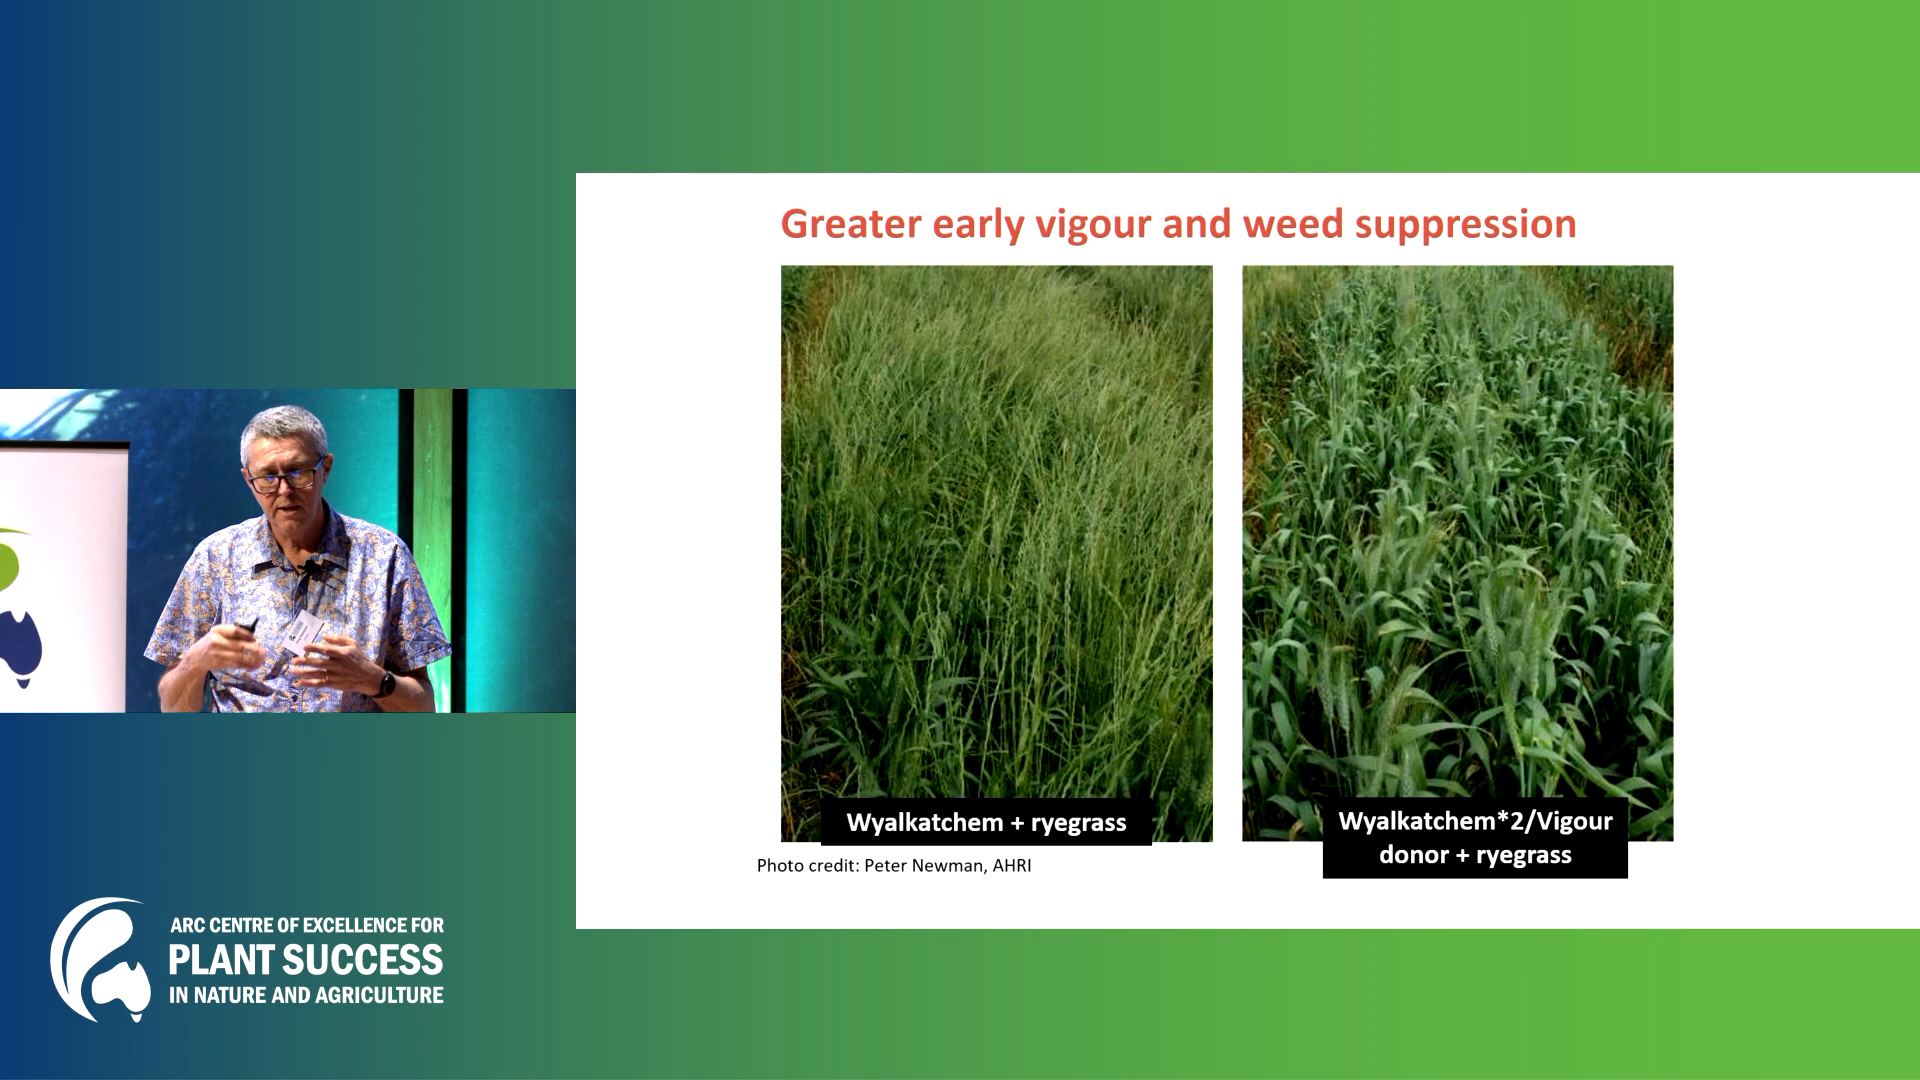 Greater early vigour and weed suppression
Wyalkatchem + ryegrass
Wyalkatchem*2/Vigour
donor + ryegrass
Photo credit: Peter Newman, AHRI
ARC CENTRE OF EXCELLENCE FOR
PLANT SUCCESS
IN NATURE AND AGRICULTURE